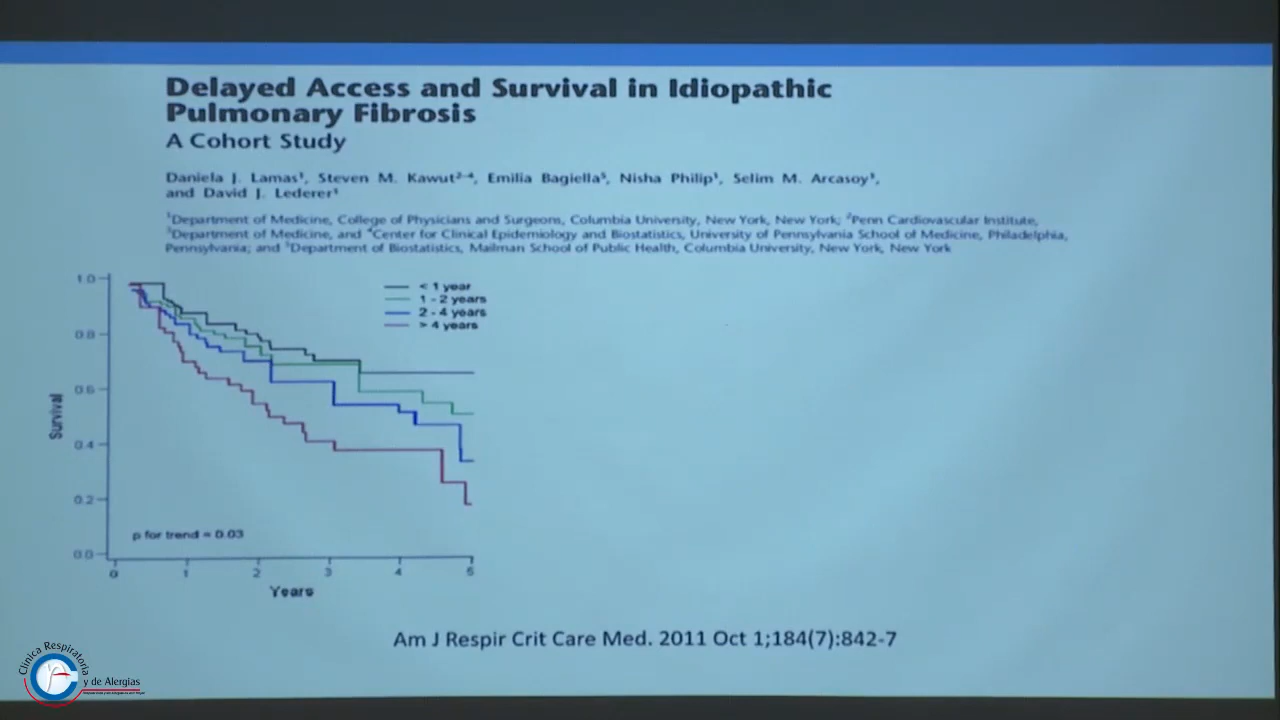 Delayed Access and Survival in Idiopathic
Pulmonary Fibrosis
A Cohort Study
Daniela J. Lamas¹, Steven M. Kawut²⁻⁴, Emilia Bagiella⁵, Nisha Philip¹, Selim M. Arcasoy¹,
and David J. Lederer¹
¹Department of Medicine, College of Physicians and Surgeons, Columbia University, New York, New York; ²Penn Cardiovascular Institute,
³Department of Medicine, and ⁴Center for Clinical Epidemiology and Biostatistics, University of Pennsylvania School of Medicine, Philadelphia,
Pennsylvania; and ⁵Department of Biostatistics, Mailman School of Public Health, Columbia University, New York, New York
1.0
0.8
0.6
0.4
0.2
0.0
Survival
< 1 year
1 - 2 years
2 - 4 years
> 4 years
p for trend = 0.03
0 1 2 3 4 5
Years
Am J Respir Crit Care Med. 2011 Oct 1;184(7):842-7
Clínica Respiratoria
y de Alergias